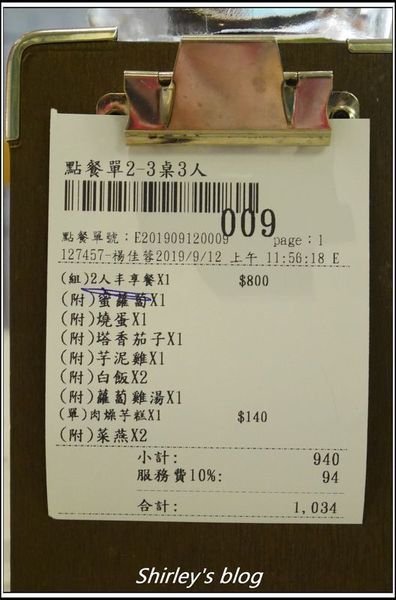 點餐單2-3桌3人
009
點餐單號:E201909120009 page:1
127457-楊佳蓉2019/9/12 上午 11:56:18 E
(組)2人丰享餐X1 $800
(附)蜜蘿蔔X1
(附)燒蛋X1
(附)塔香茄子X1
(附)芋泥雞X1
(附)白飯X2
(附)蘿蔔雞湯X1
(單)肉燥芋糕X1 $140
(附)菜燕X2
小計: 940
服務費10%: 94
合計: 1,034
Shirley's blog